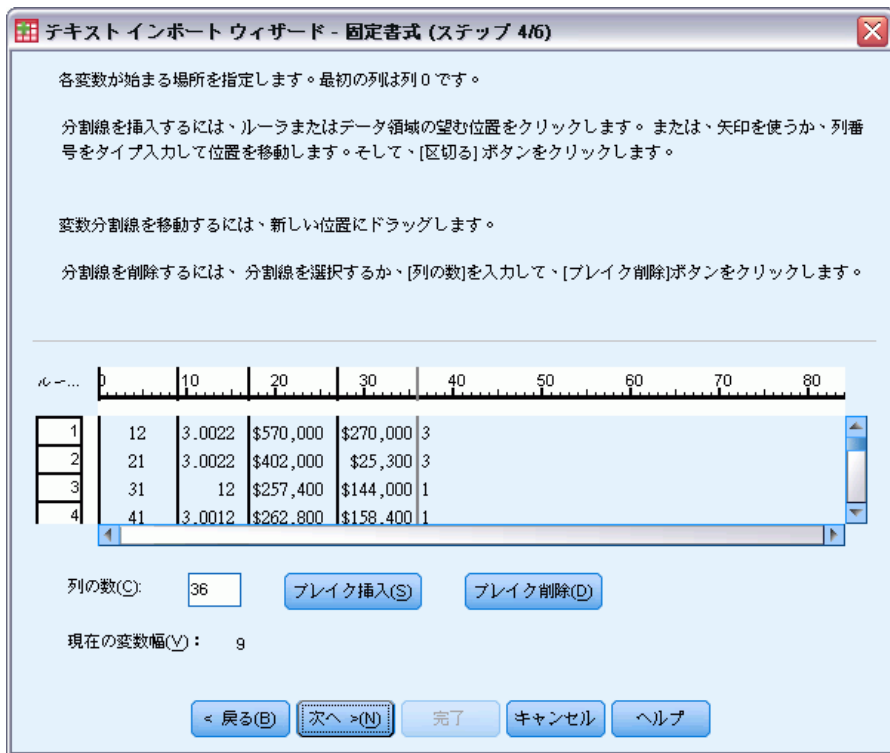 テキスト インポート ウィザード - 固定書式 (ステップ 4/6)
各変数が始まる場所を指定します。最初の列は列 0 です。
分割線を挿入するには、ルーラまたはデータ領域の望む位置をクリックします。 または、矢印を使うか、列番
号をタイプ入力して位置を移動します。そして、[区切る] ボタンをクリックします。
変数分割線を移動するには、新しい位置にドラッグします。
分割線を削除するには、 分割線を選択するか、[列の数]を入力して、[ブレイク削除]ボタンをクリックします。
ルー... 0 10 20 30 40 50 60 70 80
1 12 3.0022 $570,000 $270,000 3
2 21 3.0022 $402,000 $25,300 3
3 31 12 $257,400 $144,000 1
4 41 3.0012 $262,800 $158,400 1
列の数(C): 36 ブレイク挿入(S) ブレイク削除(D)
現在の変数幅(V): 9
< 戻る(B) 次へ >(N) 完了 キャンセル ヘルプ